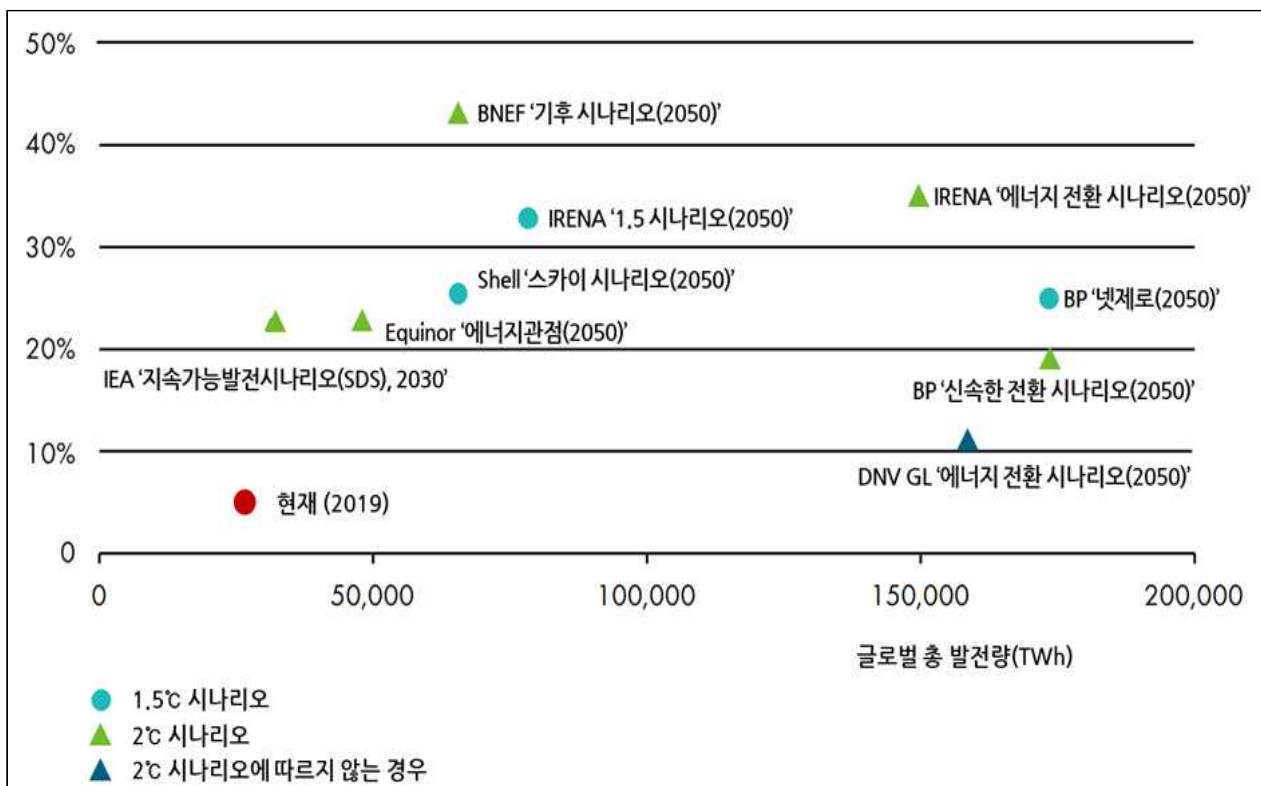 50%
BNEF ‘기후 시나리오(2050)’
40%
IRENA ‘에너지 전환 시나리오(2050)’
IRENA ‘1.5 시나리오(2050)’
30%
Shell ‘스카이 시나리오(2050)’
BP ‘넷제로(2050)’
Equinor ‘에너지관점(2050)’
20%
IEA ‘지속가능발전시나리오(SDS), 2030’
BP ‘신속한 전환 시나리오(2050)’
10%
DNV GL ‘에너지 전환 시나리오(2050)’
현재 (2019)
0
0 50,000 100,000 150,000 200,000
글로벌 총 발전량(TWh)
1.5℃ 시나리오
2℃ 시나리오
2℃ 시나리오에 따르지 않는 경우